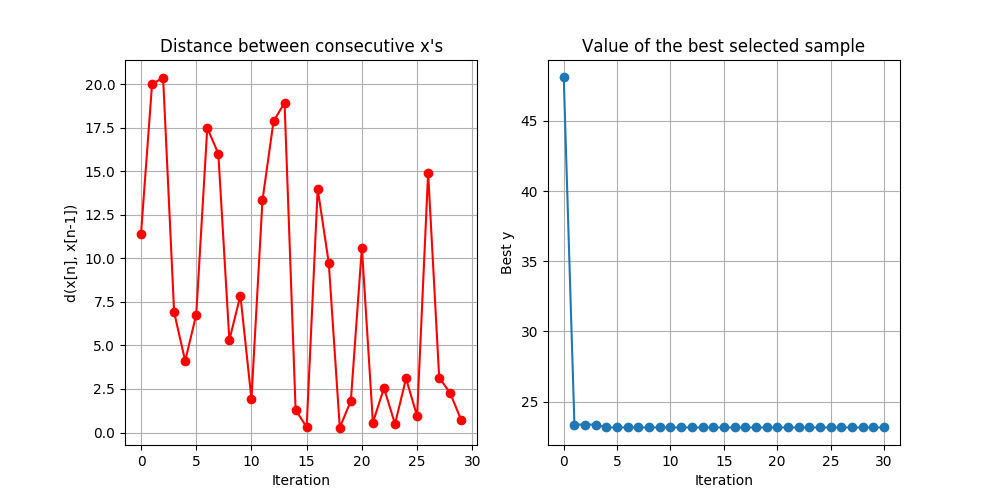 Distance between consecutive x's
20.0
17.5
15.0
12.5
10.0
7.5
5.0
2.5
0.0
d(x[n], x[n-1])
0 5 10 15 20 25 30
Iteration
Value of the best selected sample
45
40
35
30
25
Best y
0 5 10 15 20 25 30
Iteration